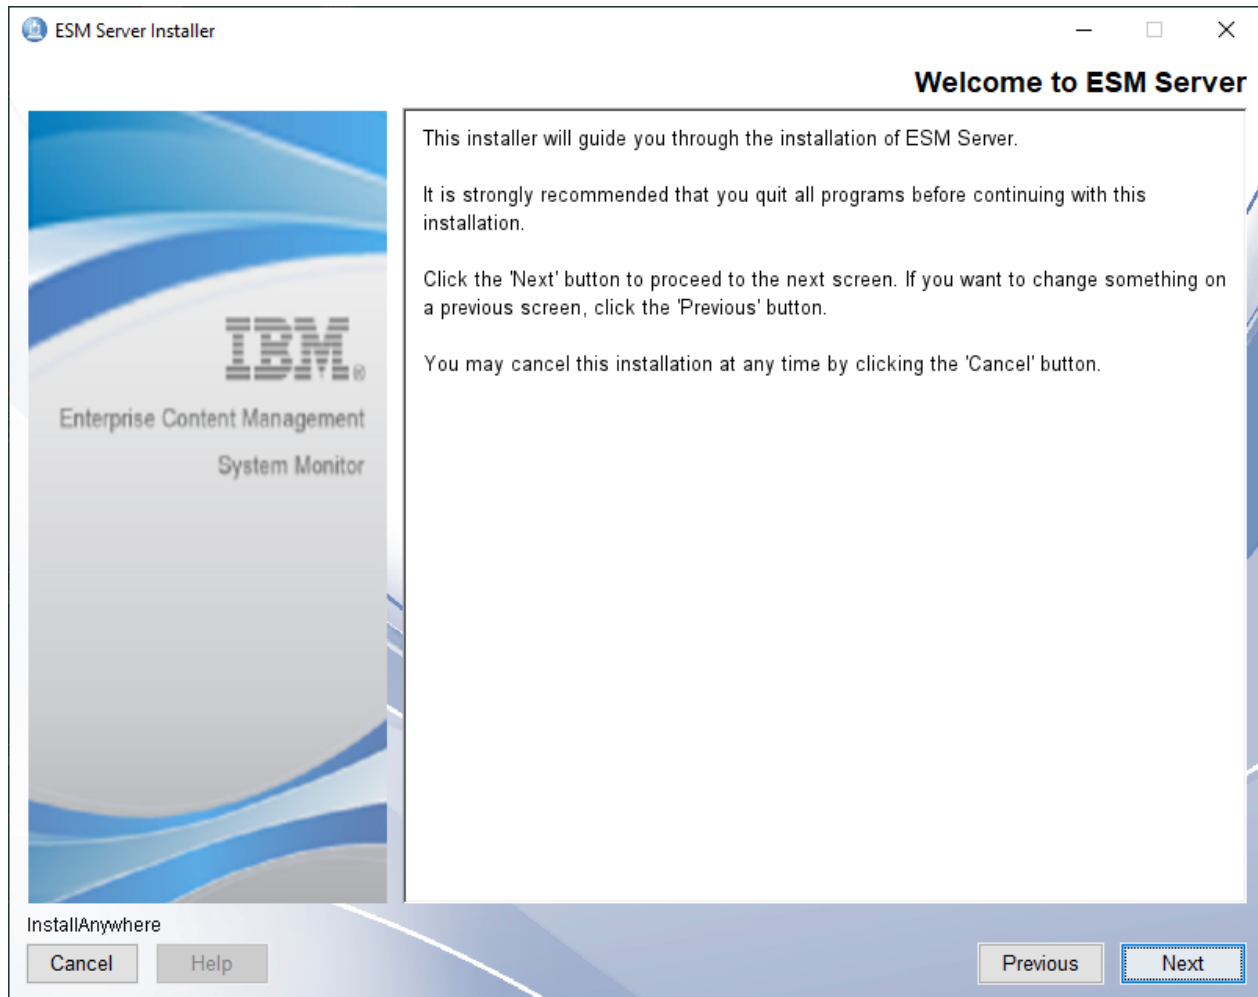 ESM Server Installer
Welcome to ESM Server
This installer will guide you through the installation of ESM Server.
It is strongly recommended that you quit all programs before continuing with this
installation.
Click the 'Next' button to proceed to the next screen. If you want to change something on
a previous screen, click the 'Previous' button.
You may cancel this installation at any time by clicking the 'Cancel' button.
IBM®
Enterprise Content Management
System Monitor
InstallAnywhere
Cancel
Help
Previous
Next